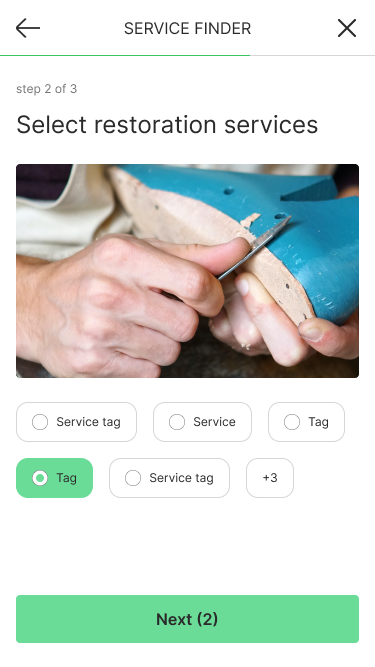 SERVICE FINDER
step 2 of 3
Select restoration services
Service tag Service Tag
Tag Service tag +3
Next (2)